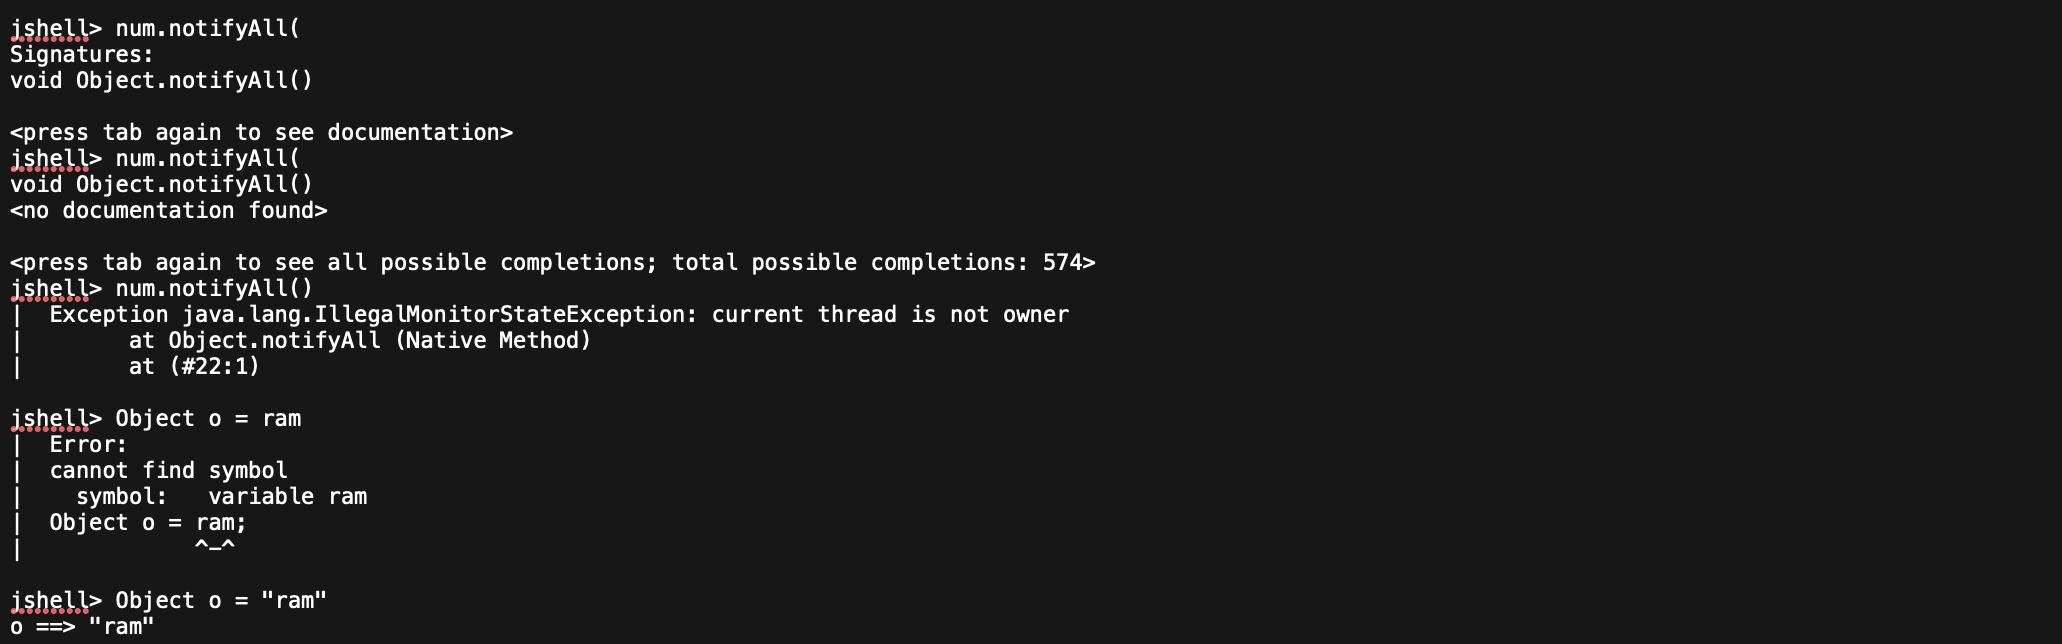 jshell> num.notifyAll(
Signatures:
void Object.notifyAll()
<press tab again to see documentation>
jshell> num.notifyAll(
void Object.notifyAll()
<no documentation found>
<press tab again to see all possible completions; total possible completions: 574>
jshell> num.notifyAll()
|  Exception java.lang.IllegalMonitorStateException: current thread is not owner
|        at Object.notifyAll (Native Method)
|        at (#22:1)
jshell> Object o = ram
|  Error:
|  cannot find symbol
|    symbol:   variable ram
|  Object o = ram;
|             ^-^
jshell> Object o = "ram"
o ==> "ram"